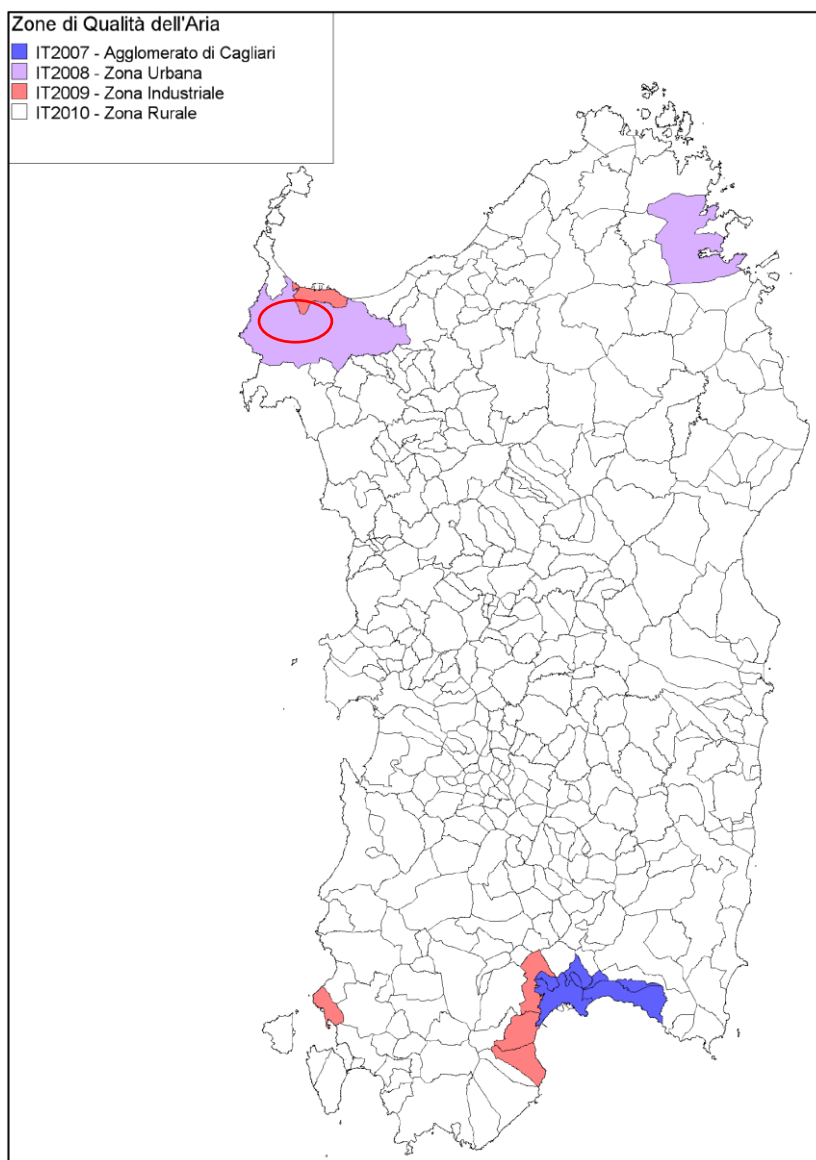 Zone di Qualità dell'Aria
IT2007 - Agglomerato di Cagliari
IT2008 - Zona Urbana
IT2009 - Zona Industriale
IT2010 - Zona Rurale